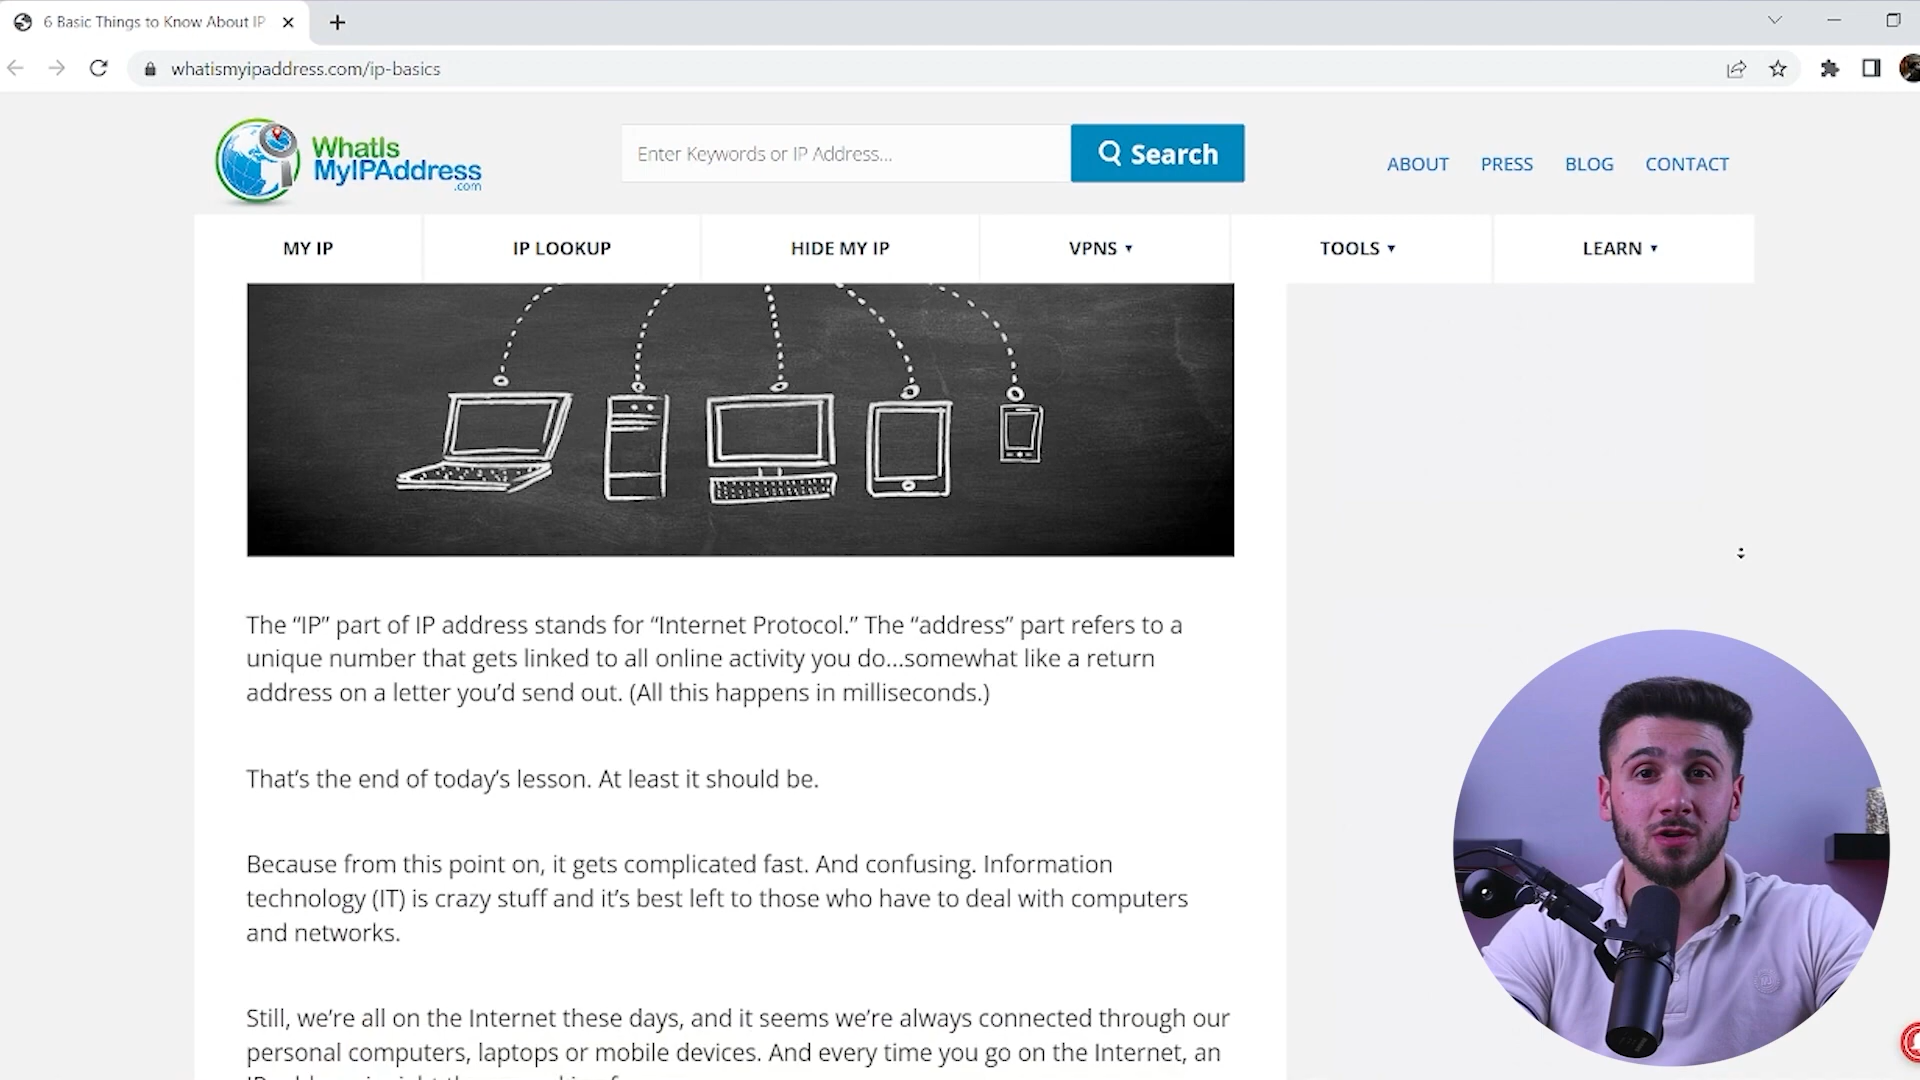 6 Basic Things to Know About IP
whatismyipaddress.com/ip-basics
WhatIs
MyIPAddress
.com
Enter Keywords or IP Address...
Search
ABOUT PRESS BLOG CONTACT
MY IP IP LOOKUP HIDE MY IP VPNS ▾ TOOLS ▾ LEARN ▾
The “IP” part of IP address stands for “Internet Protocol.” The “address” part refers to a
unique number that gets linked to all online activity you do...somewhat like a return
address on a letter you’d send out. (All this happens in milliseconds.)
That’s the end of today’s lesson. At least it should be.
Because from this point on, it gets complicated fast. And confusing. Information
technology (IT) is crazy stuff and it’s best left to those who have to deal with computers
and networks.
Still, we’re all on the Internet these days, and it seems we’re always connected through our
personal computers, laptops or mobile devices. And every time you go on the Internet, an